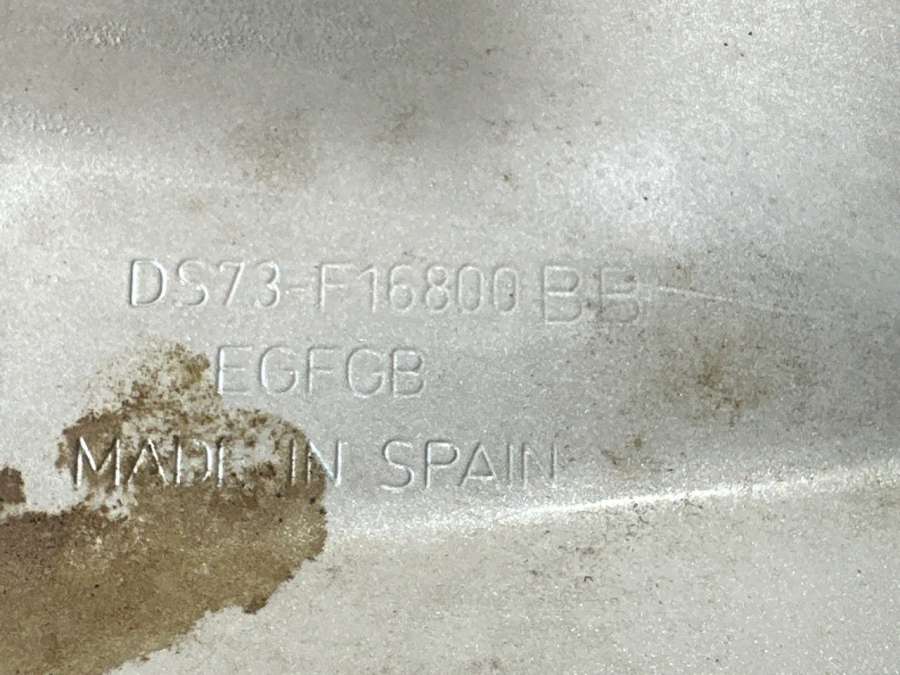 DS73-F16800 BB
EGFGB
MADE IN SPAIN